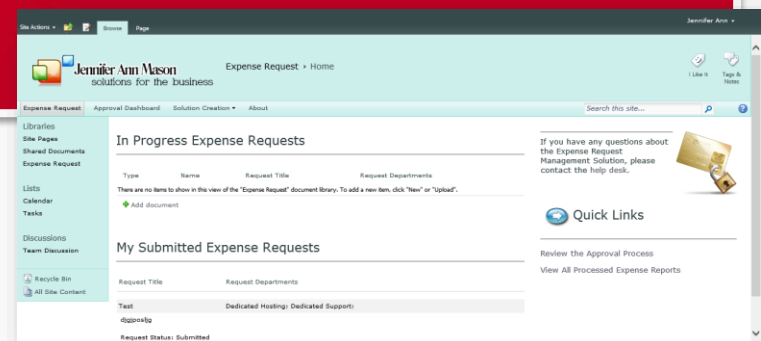 Jennifer Ann
Site Actions
Browse
Page
Jennifer Ann Mason
solutions for the business
Expense Request › Home
I Like It
Tags & Notes
Expense Request
Approval Dashboard
Solution Creation
About
Search this site...
Libraries
Site Pages
Shared Documents
Expense Request
Lists
Calendar
Tasks
Discussions
Team Discussion
Recycle Bin
All Site Content
In Progress Expense Requests
Type Name Request Title Request Departments
There are no items to show in this view of the "Expense Request" document library. To add a new item, click "New" or "Upload".
Add document
My Submitted Expense Requests
Request Title Request Departments
Test Dedicated Hosting; Dedicated Support;
Request Status: Submitted
If you have any questions about
the Expense Request
Management Solution, please
contact the help desk.
Quick Links
Review the Approval Process
View All Processed Expense Reports